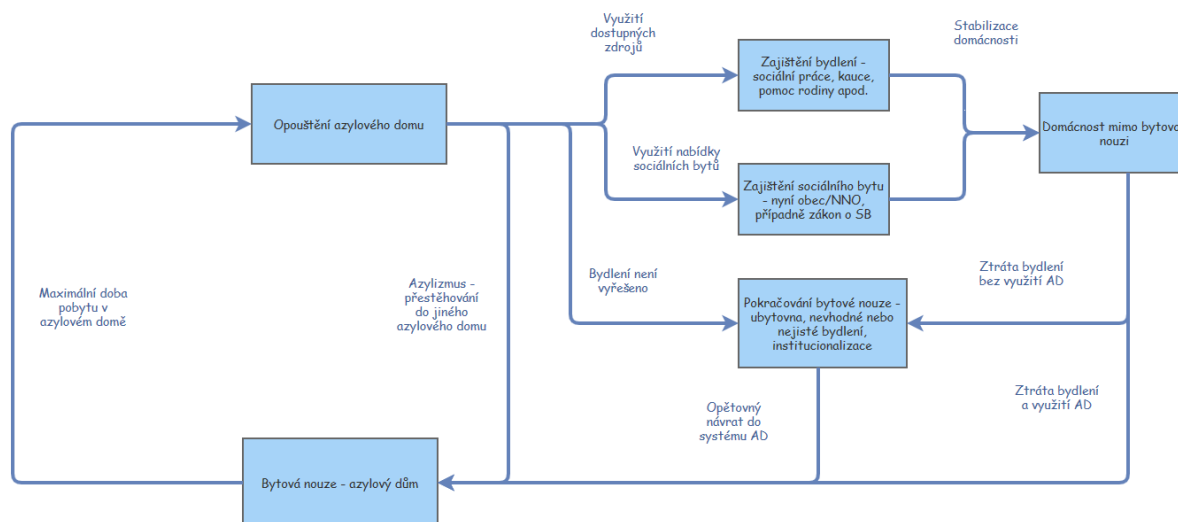 Využití
dostupných
zdrojů
Stabilizace
domácnosti
Zajištění bydlení -
sociální práce, kauce,
pomoc rodiny apod.
Opouštění azylového domu
Domácnost mimo bytovo
nouzi
Využití nabídky
sociálních bytů
Zajištění sociálního bytu
- nyní obec/NNO,
případně zákon o SB
Maximální doba
pobytu v
azylovém domě
Azylizmus -
přestěhování
do jiného
azylového domu
Bydlení není
vyřešeno
Ztráta bydlení
bez využití AD
Pokračování bytové nouze -
ubytovna, nevhodné nebo
nejisté bydlení,
institucionalizace
Opětovný
návrat do
systému AD
Ztráta bydlení
a využití AD
Bytová nouze - azylový dům